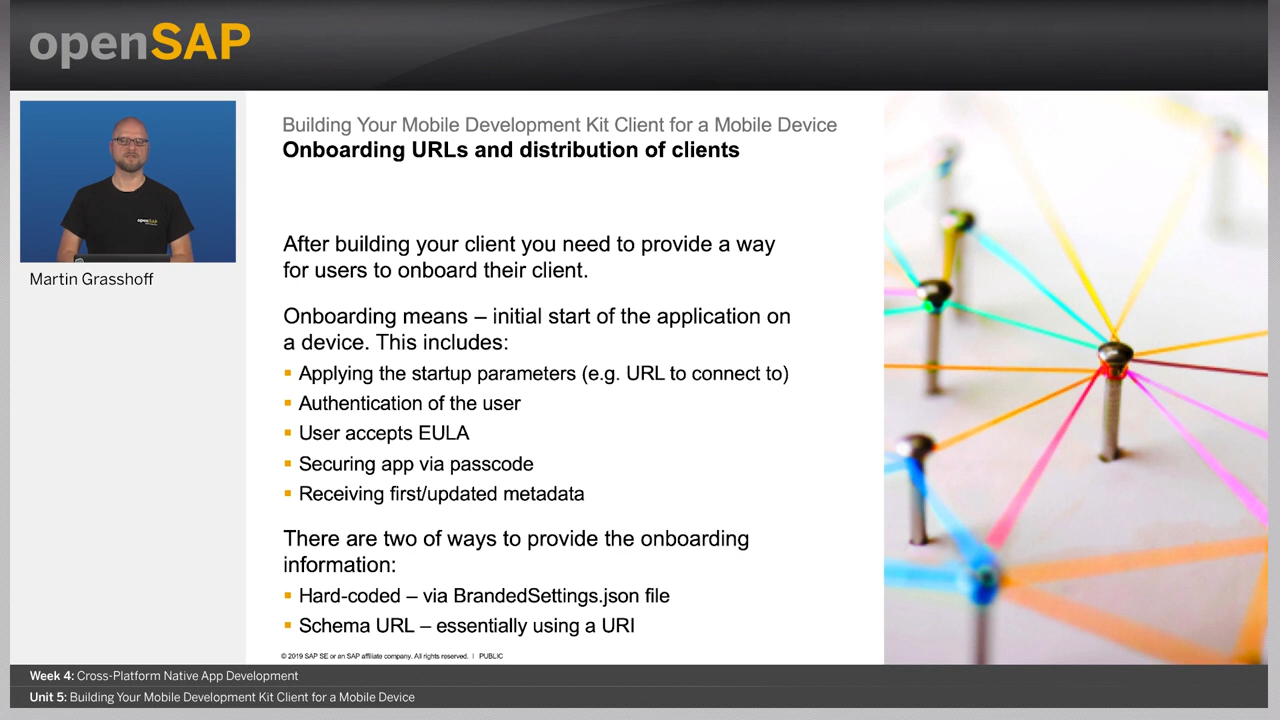 openSAP
Building Your Mobile Development Kit Client for a Mobile Device
Onboarding URLs and distribution of clients
openSAP
Martin Grasshoff
After building your client you need to provide a way
for users to onboard their client.
Onboarding means – initial start of the application on
a device. This includes:
▪ Applying the startup parameters (e.g. URL to connect to)
▪ Authentication of the user
▪ User accepts EULA
▪ Securing app via passcode
▪ Receiving first/updated metadata
There are two of ways to provide the onboarding
information:
▪ Hard-coded – via BrandedSettings.json file
▪ Schema URL – essentially using a URI
© 2019 SAP SE or an SAP affiliate company. All rights reserved. | PUBLIC
Week 4: Cross-Platform Native App Development
Unit 5: Building Your Mobile Development Kit Client for a Mobile Device